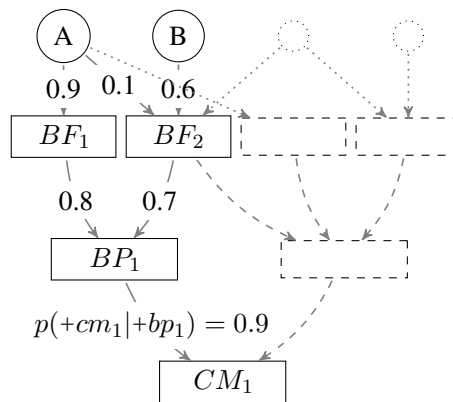 A B
0.9 0.1 0.6
BF₁ BF₂
0.8 0.7
BP₁
p(+cm₁|+bp₁) = 0.9
CM₁